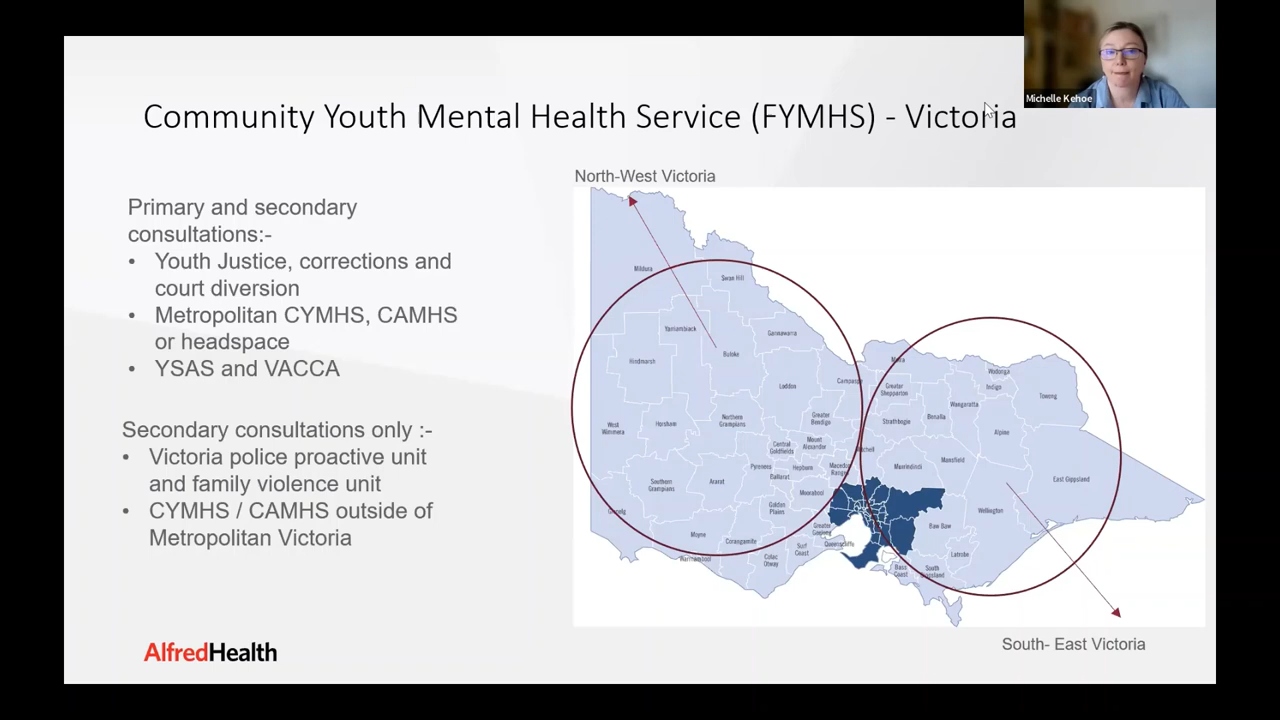 Michelle Kehoe
Community Youth Mental Health Service (FYMHS) - Victoria
Primary and secondary
consultations:-
• Youth Justice, corrections and
court diversion
• Metropolitan CYMHS, CAMHS
or headspace
• YSAS and VACCA
Secondary consultations only :-
• Victoria police proactive unit
and family violence unit
• CYMHS / CAMHS outside of
Metropolitan Victoria
AlfredHealth
North-West Victoria
Mildura
Swan Hill
Yarriambiack
Gannawarra
Buloke
Hindmarsh
Loddon
Campaspe
Moira
Greater
Shepparton
Wodonga
Indigo
Towong
Wangaratta
Benalla
Strathbogie
Alpine
West
Wimmera
Horsham
Northern
Grampians
Greater
Bendigo
Mount
Alexander
Central
Goldfields
Mitchell
Mansfield
Murrindindi
East Gippsland
Pyrenees
Hepburn
Macedon
Ranges
Ballarat
Southern
Grampians
Ararat
Moorabool
Golden
Plains
Wellington
Glenelg
Moyne
Corangamite
Greater
Geelong
Queenscliffe
Surf
Coast
Colac
Otway
Warrnambool
Baw Baw
Latrobe
Bass
Coast
South
Gippsland
South- East Victoria